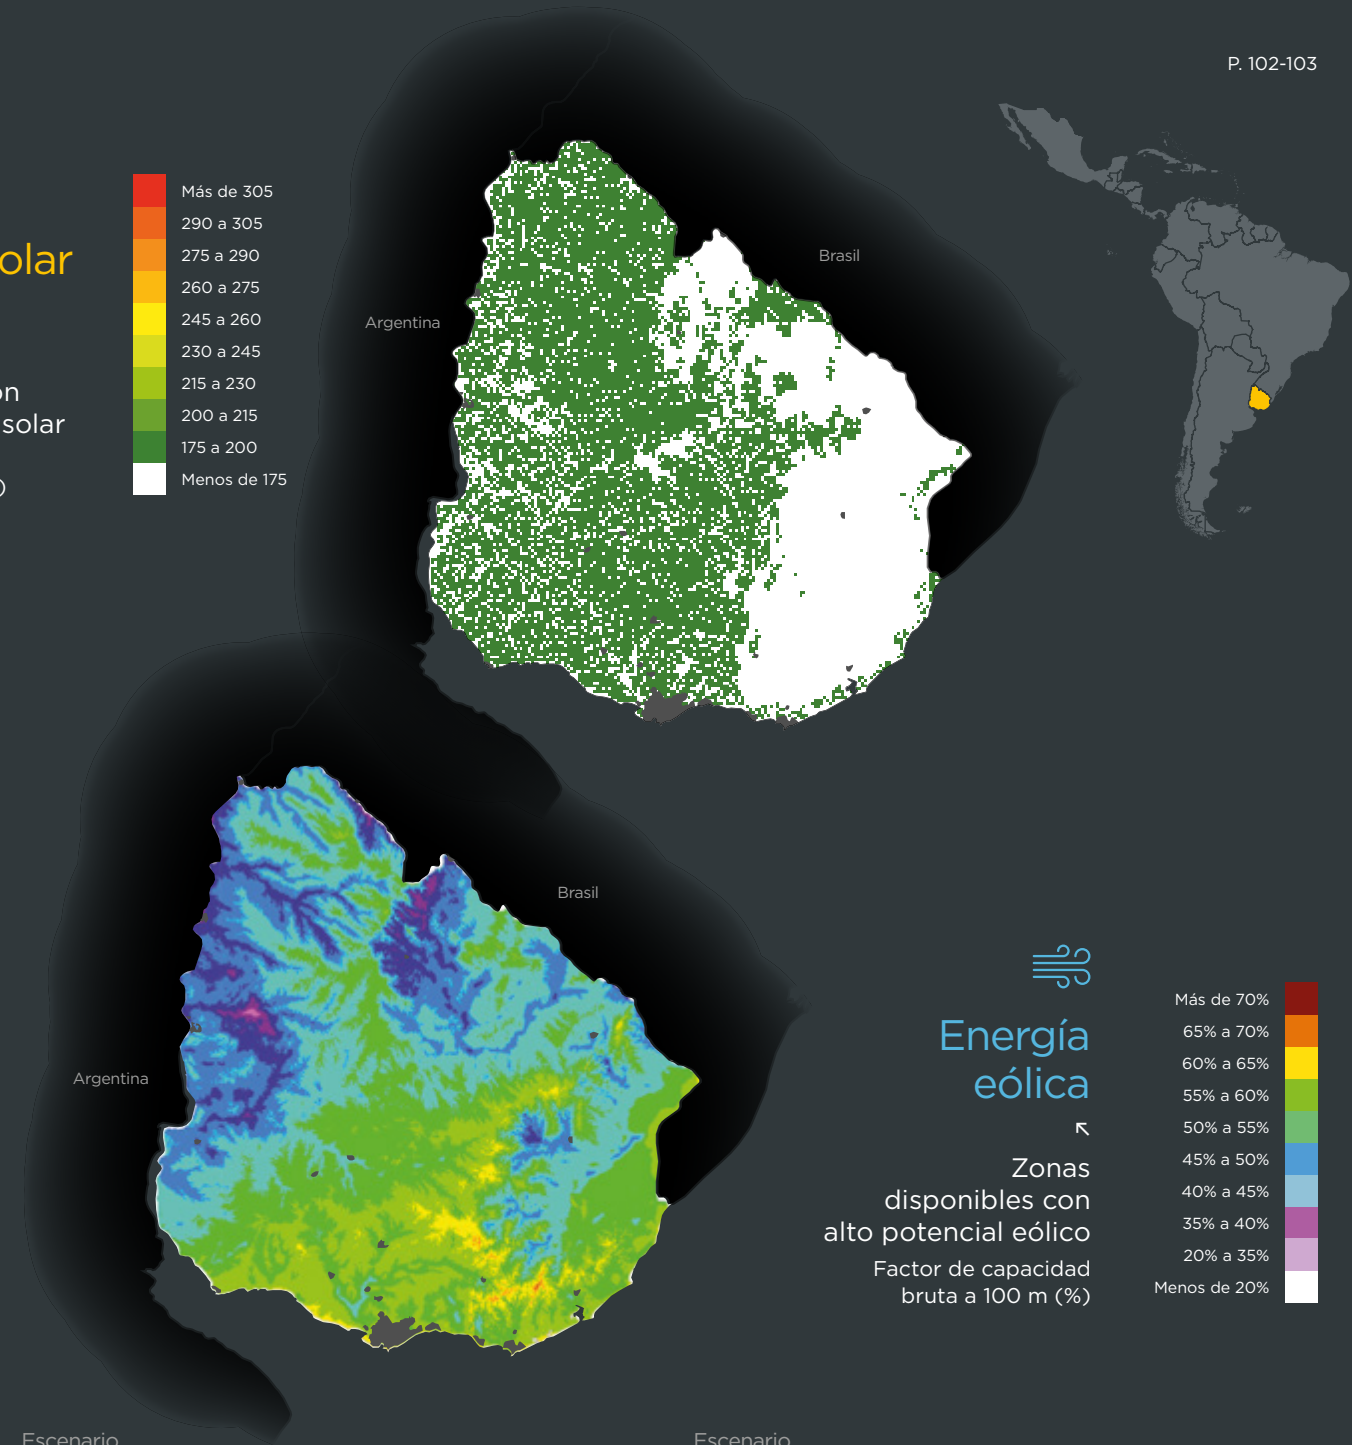 P. 102-103
olar
solar
)
Más de 305
290 a 305
275 a 290
260 a 275
245 a 260
230 a 245
215 a 230
200 a 215
175 a 200
Menos de 175
Argentina
Brasil
Argentina
Brasil
Energía
eólica
Zonas
disponibles con
alto potencial eólico
Factor de capacidad
bruta a 100 m (%)
Más de 70%
65% a 70%
60% a 65%
55% a 60%
50% a 55%
45% a 50%
40% a 45%
35% a 40%
20% a 35%
Menos de 20%
Escenario
Escenario